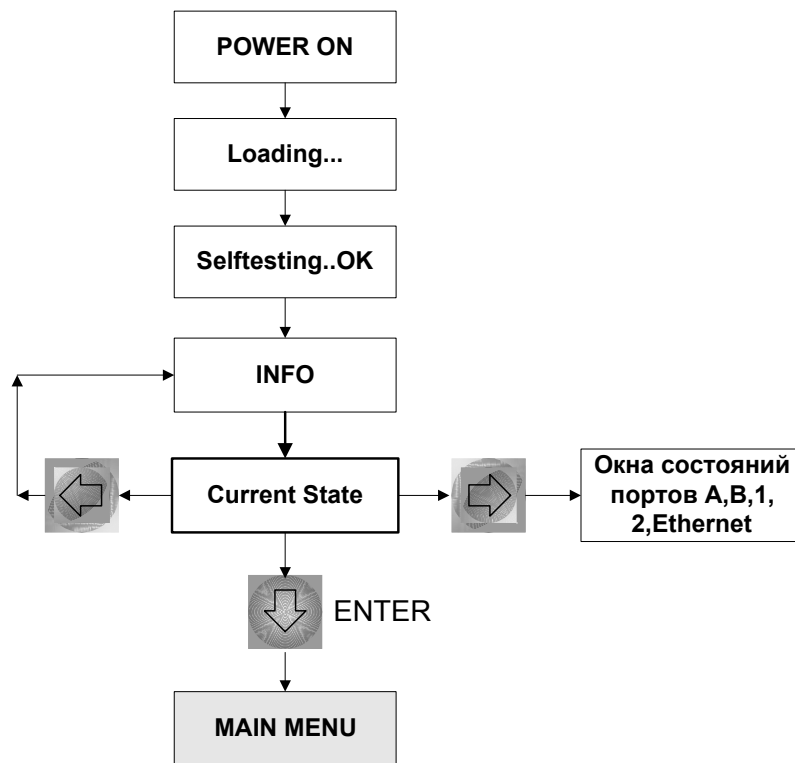 POWER ON
Loading...
Selftesting..OK
INFO
Current State
Окна состояний
портов A,B,1,
2,Ethernet
ENTER
MAIN MENU